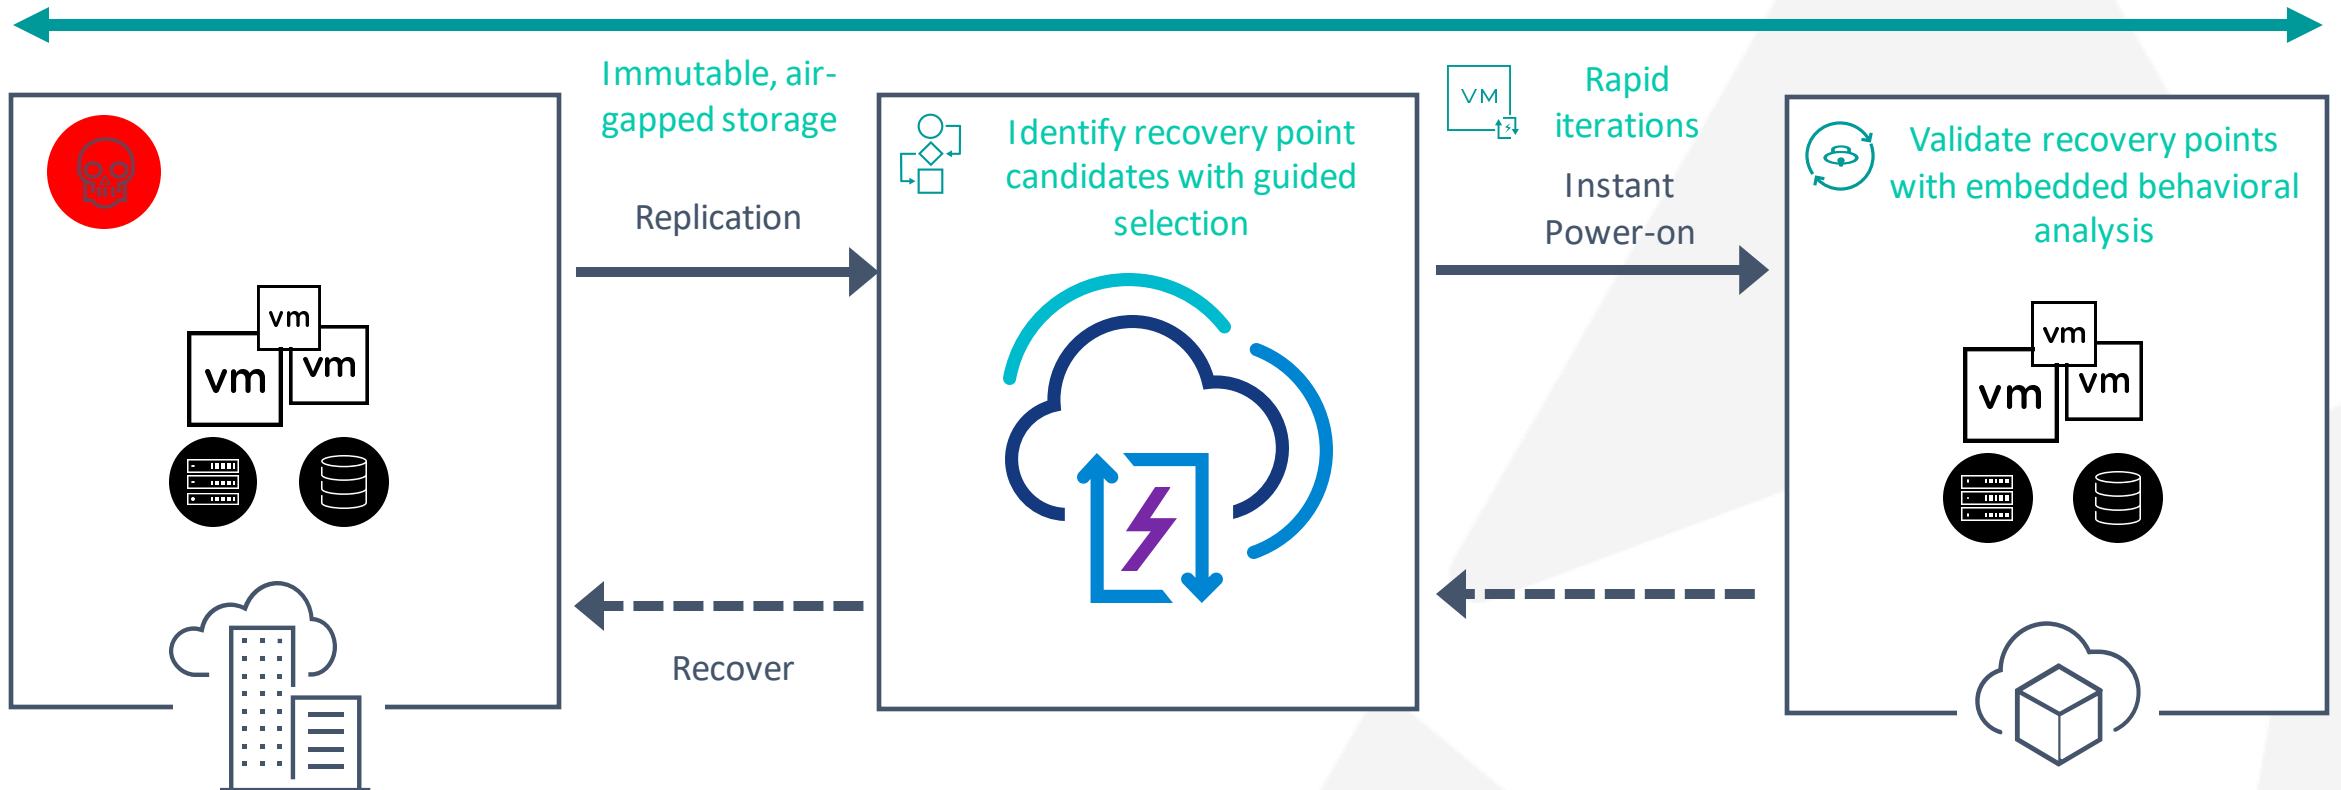 Immutable, air-
gapped storage
Replication
Recover
vm
vm
vm
Identify recovery point
candidates with guided
selection
VM
Rapid
iterations
Instant
Power-on
Validate recovery points
with embedded behavioral
analysis
vm
vm
vm